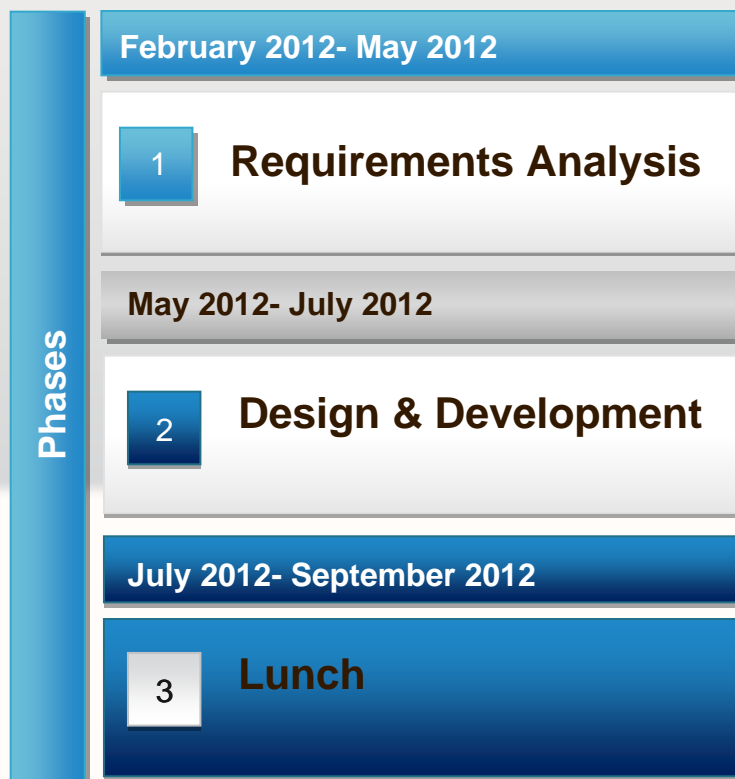 Phases
February 2012- May 2012
1
Requirements Analysis
May 2012- July 2012
2
Design & Development
July 2012- September 2012
3
Lunch